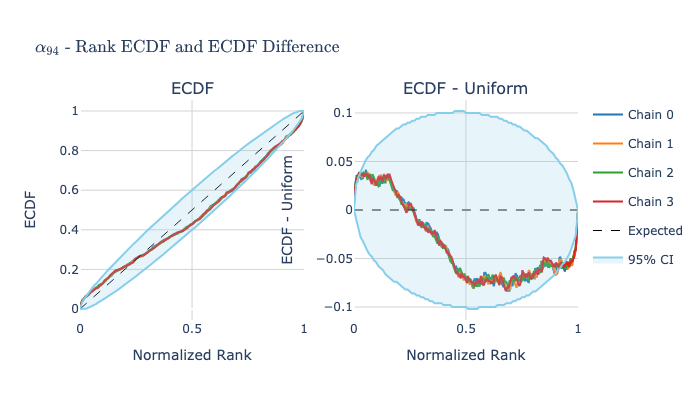 α94 - Rank ECDF and ECDF Difference
ECDF
ECDF - Uniform
1
0.8
0.6
0.4
0.2
0
ECDF
0
0.5
1
Normalized Rank
0.1
0.05
0
−0.05
−0.1
ECDF - Uniform
0
0.5
1
Normalized Rank
Chain 0
Chain 1
Chain 2
Chain 3
Expected
95% CI